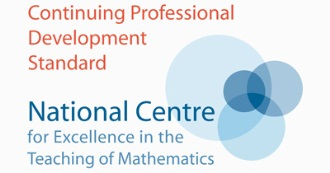 Continuing Professional
Development
Standard
National Centre
for Excellence in the
Teaching of Mathematics